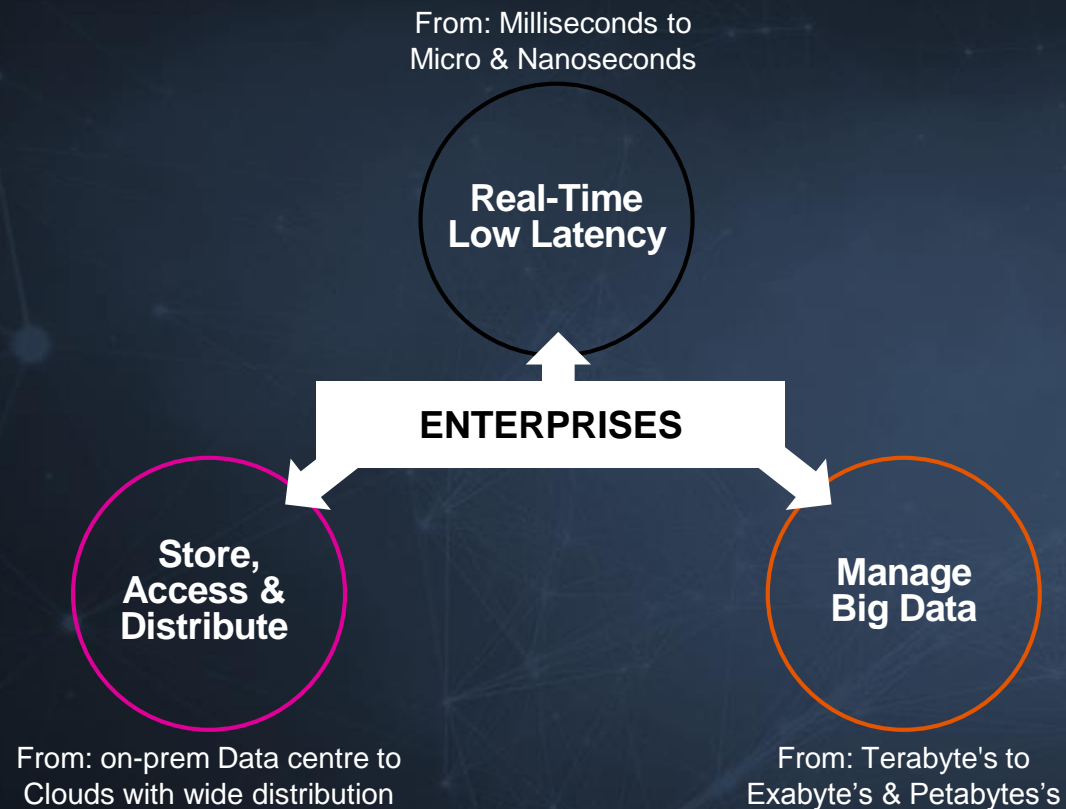 From: Milliseconds to
Micro & Nanoseconds
Real-Time
Low Latency
ENTERPRISES
Store,
Access &
Distribute
From: on-prem Data centre to
Clouds with wide distribution
Manage
Big Data
From: Terabyte's to
Exabyte’s & Petabytes’s